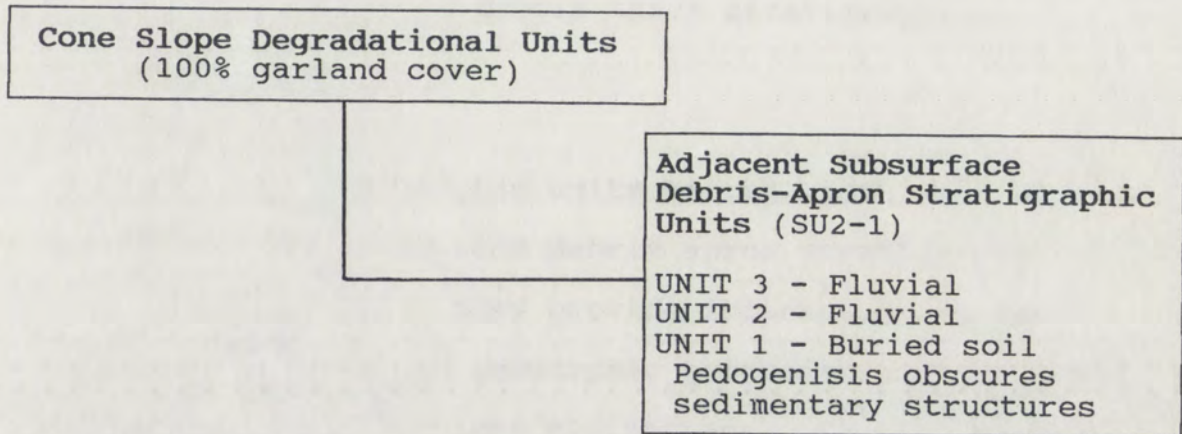 Cone Slope Degradational Units
(100% garland cover)
Adjacent Subsurface
Debris-Apron Stratigraphic
Units (SU2-1)
UNIT 3 - Fluvial
UNIT 2 - Fluvial
UNIT 1 - Buried soil
Pedogenisis obscures
sedimentary structures